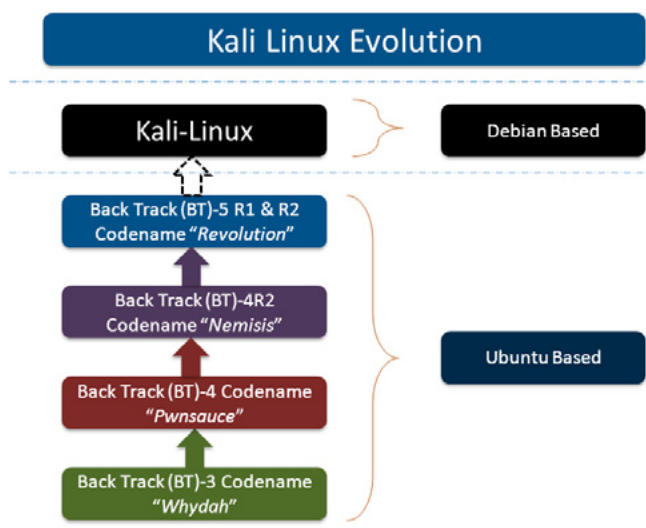 Kali Linux Evolution
Kali-Linux
Debian Based
Back Track (BT)-5 R1 & R2
Codename “Revolution”
Back Track (BT)-4R2
Codename “Nemisis”
Ubuntu Based
Back Track (BT)-4 Codename
“Pwnsauce”
Back Track (BT)-3 Codename
“Whydah”